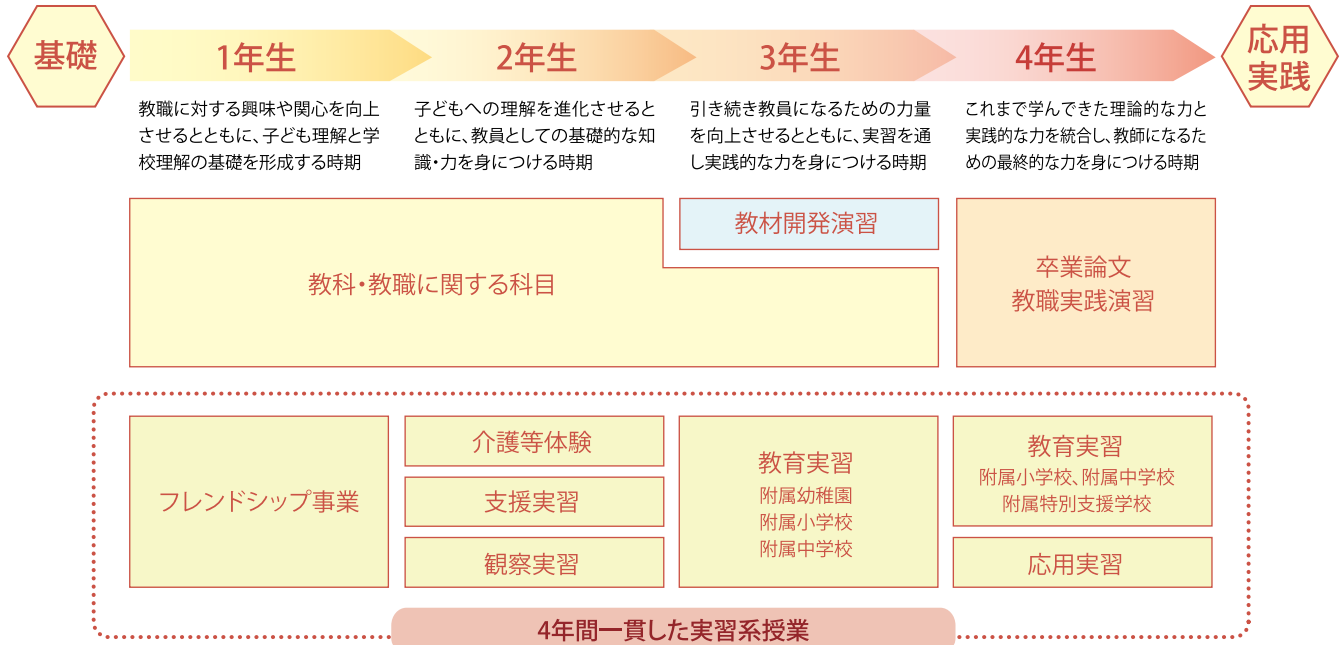 基礎
1年生
2年生
3年生
4年生
応用
実践
教職に対する興味や関心を向上
させるとともに、子ども理解と学
校理解の基礎を形成する時期
子どもへの理解を進化させると
ともに、教員としての基礎的な知
識・力を身につける時期
引き続き教員になるための力量
を向上させるとともに、実習を通
し実践的な力を身につける時期
これまで学んできた理論的な力と
実践的な力を統合し、教師になるた
めの最終的な力を身につける時期
教科・教職に関する科目
教材開発演習
卒業論文
教職実践演習
フレンドシップ事業
介護等体験
支援実習
観察実習
教育実習
附属幼稚園
附属小学校
附属中学校
教育実習
附属小学校、附属中学校
附属特別支援学校
応用実習
4年間一貫した実習系授業